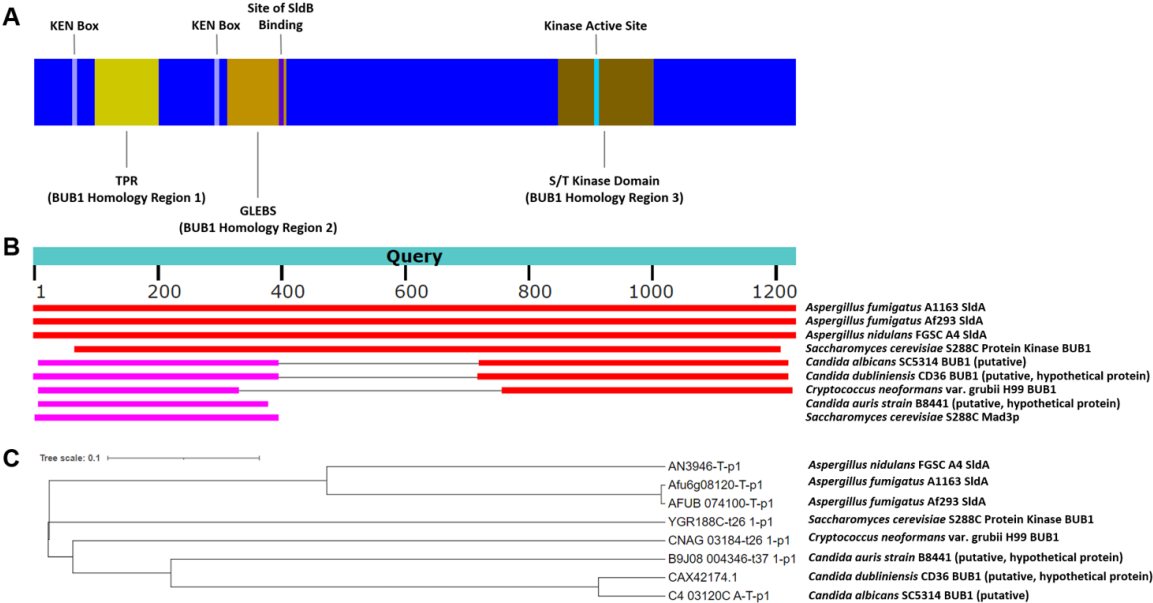 A
KEN Box
KEN Box
Site of SldB
Binding
Kinase Active Site
TPR
(BUB1 Homology Region 1)
GLEBS
(BUB1 Homology Region 2)
S/T Kinase Domain
(BUB1 Homology Region 3)
B
Query
1 200 400 600 800 1000 1200
Aspergillus fumigatus A1163 SldA
Aspergillus fumigatus Af293 SldA
Aspergillus nidulans FGSC A4 SldA
Saccharomyces cerevisiae S288C Protein Kinase BUB1
Candida albicans SC5314 BUB1 (putative)
Candida dubliniensis CD36 BUB1 (putative, hypothetical protein)
Cryptococcus neoformans var. grubii H99 BUB1
Candida auris strain B8441 (putative, hypothetical protein)
Saccharomyces cerevisiae S288C Mad3p
C
Tree scale: 0.1
AN3946-T-p1 Aspergillus nidulans FGSC A4 SldA
Afu6g08120-T-p1 Aspergillus fumigatus A1163 SldA
AFUB 074100-T-p1 Aspergillus fumigatus Af293 SldA
YGR188C-t26 1-p1 Saccharomyces cerevisiae S288C Protein Kinase BUB1
CNAG 03184-t26 1-p1 Cryptococcus neoformans var. grubii H99 BUB1
B9J08 004346-t37 1-p1 Candida auris strain B8441 (putative, hypothetical protein)
CAX42174.1 Candida dubliniensis CD36 BUB1 (putative, hypothetical protein)
C4 03120C A-T-p1 Candida albicans SC5314 BUB1 (putative)